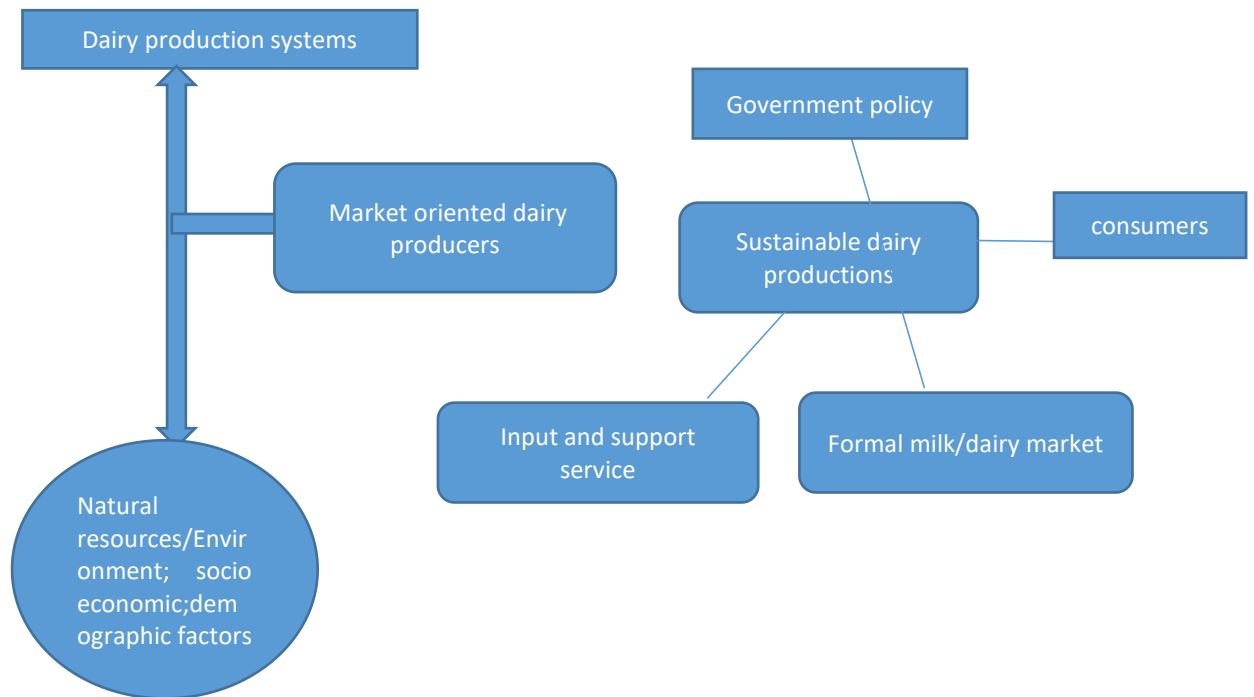 Dairy production systems
Government policy
Market oriented dairy
producers
Sustainable dairy
productions
consumers
Input and support
service
Formal milk/dairy market
Natural
resources/Envir
onment; socio
economic;dem
ographic factors